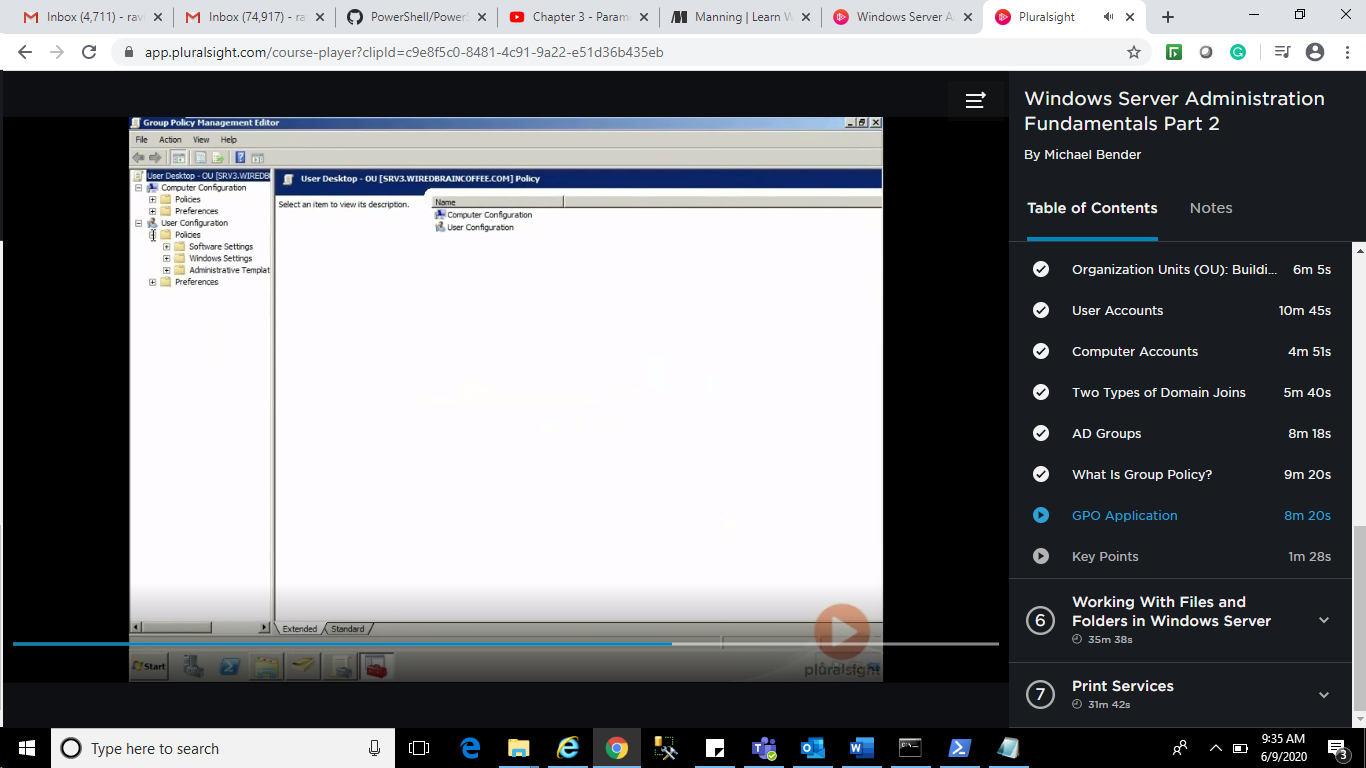 Inbox (4,711) - rav
Inbox (74,917) - ra
PowerShell/Power
Chapter 3 - Param
Manning | Learn W
Windows Server A
Pluralsight
app.pluralsight.com/course-player?clipId=c9e8f5c0-8481-4c91-9a22-e51d36b435eb
Group Policy Management Editor
File Action View Help
User Desktop - OU [SRV3.WIREDB
Computer Configuration
Policies
Preferences
User Configuration
Policies
Software Settings
Windows Settings
Administrative Templat
Preferences
User Desktop - OU [SRV3.WIREDBRAINCOFFEE.COM] Policy
Select an item to view its description.
Name
Computer Configuration
User Configuration
Extended Standard
Start
pluralsight
Windows Server Administration
Fundamentals Part 2
By Michael Bender
Table of Contents Notes
Organization Units (OU): Buildi... 6m 5s
User Accounts 10m 45s
Computer Accounts 4m 51s
Two Types of Domain Joins 5m 40s
AD Groups 8m 18s
What Is Group Policy? 9m 20s
GPO Application 8m 20s
Key Points 1m 28s
6 Working With Files and
Folders in Windows Server
35m 38s
7 Print Services
31m 42s
Type here to search
9:35 AM
6/9/2020
3